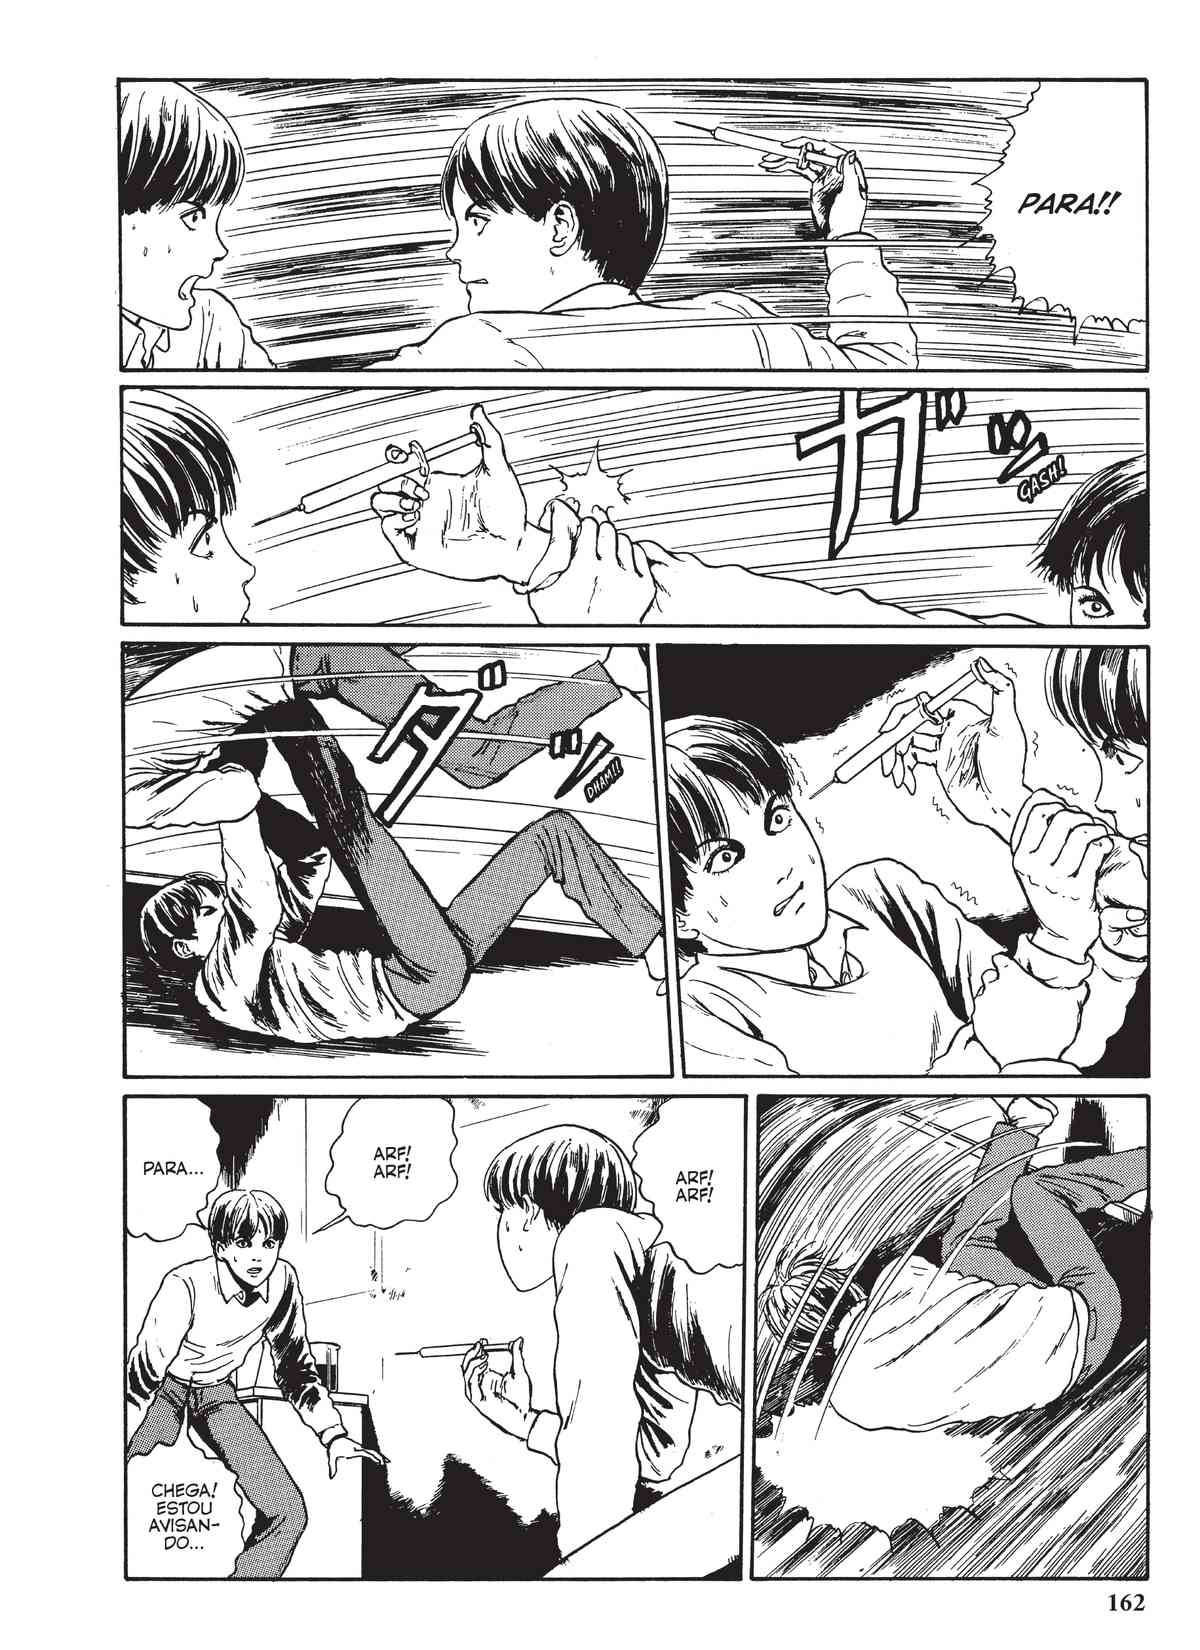 PARA!!
ガッ
GASH!
ダッ
DHAM!!
ARF!
ARF!
ARF!
ARF!
PARA...
CHEGA!
ESTOU
AVISAN-
DO...
162